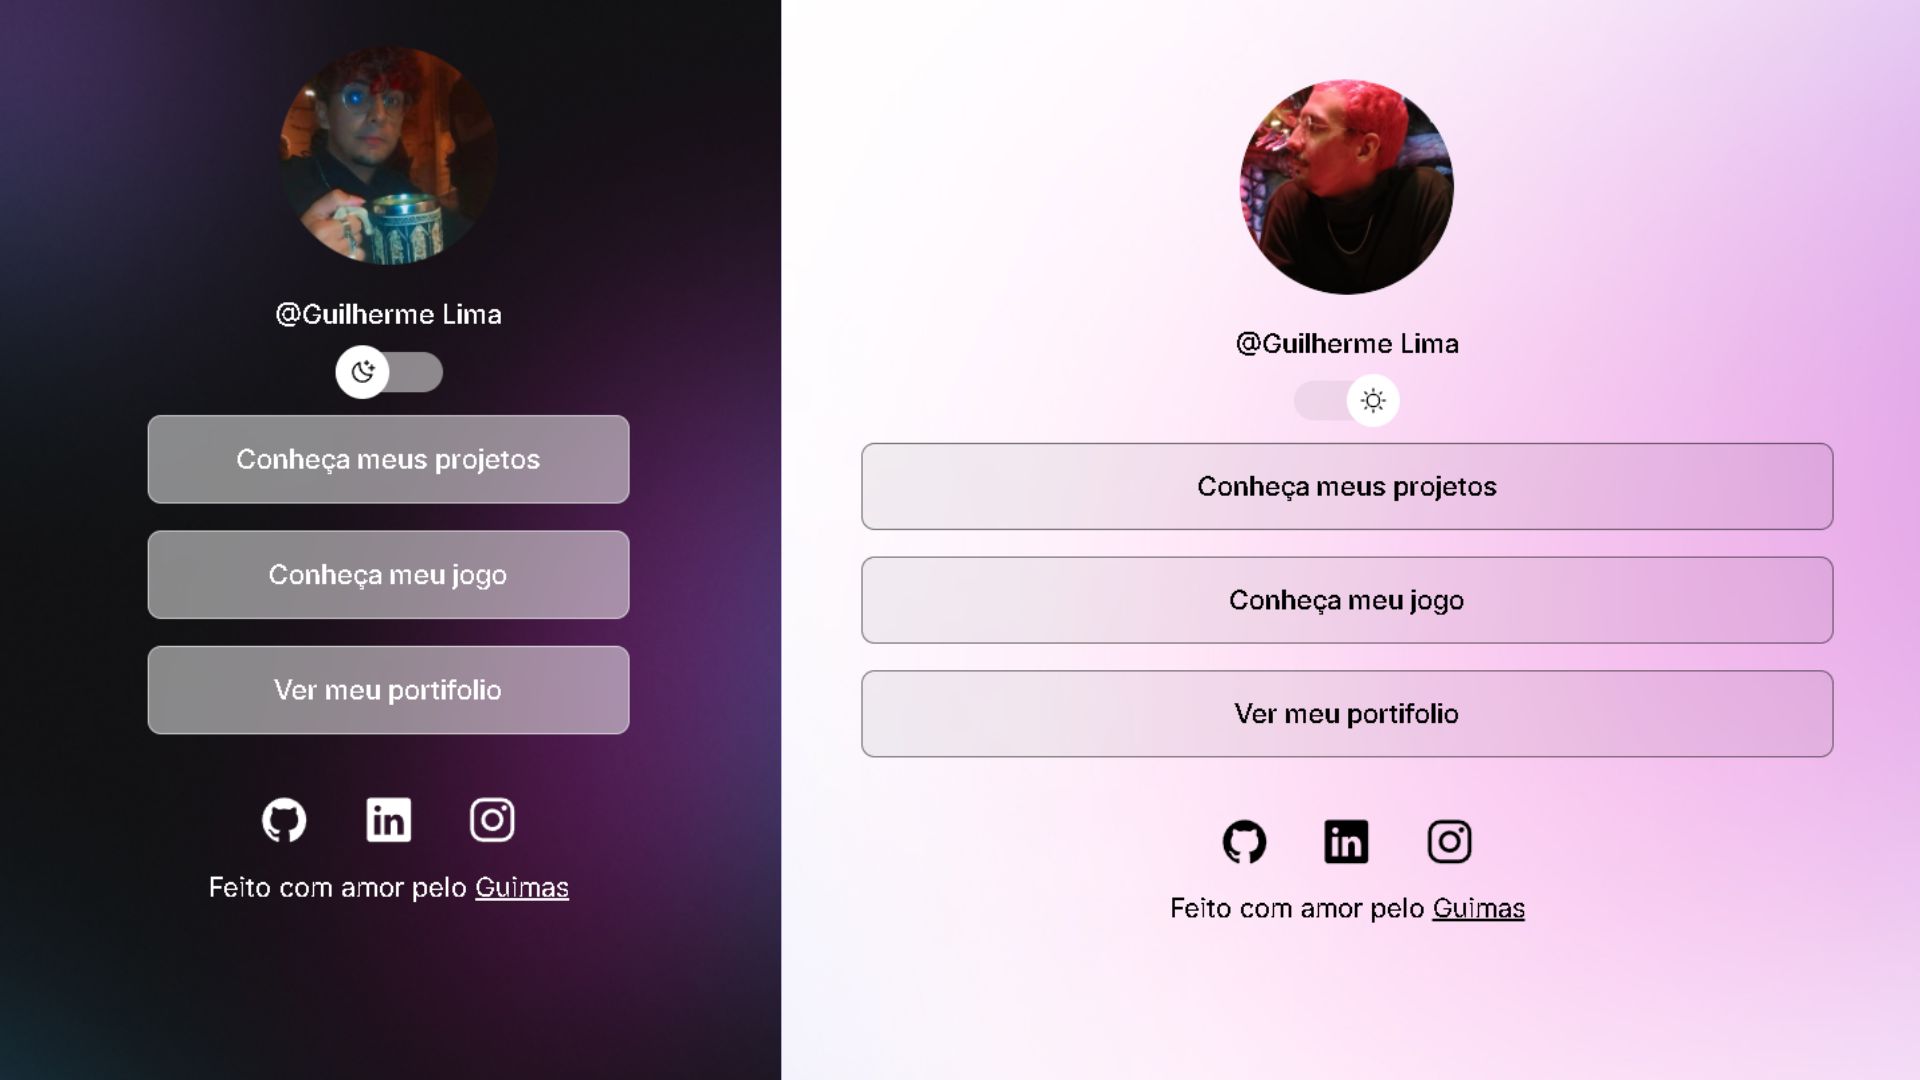 @Guilherme Lima
Conheça meus projetos
Conheça meu jogo
Ver meu portifolio
Feito com amor pelo Guimas
@Guilherme Lima
Conheça meus projetos
Conheça meu jogo
Ver meu portifolio
Feito com amor pelo Guimas